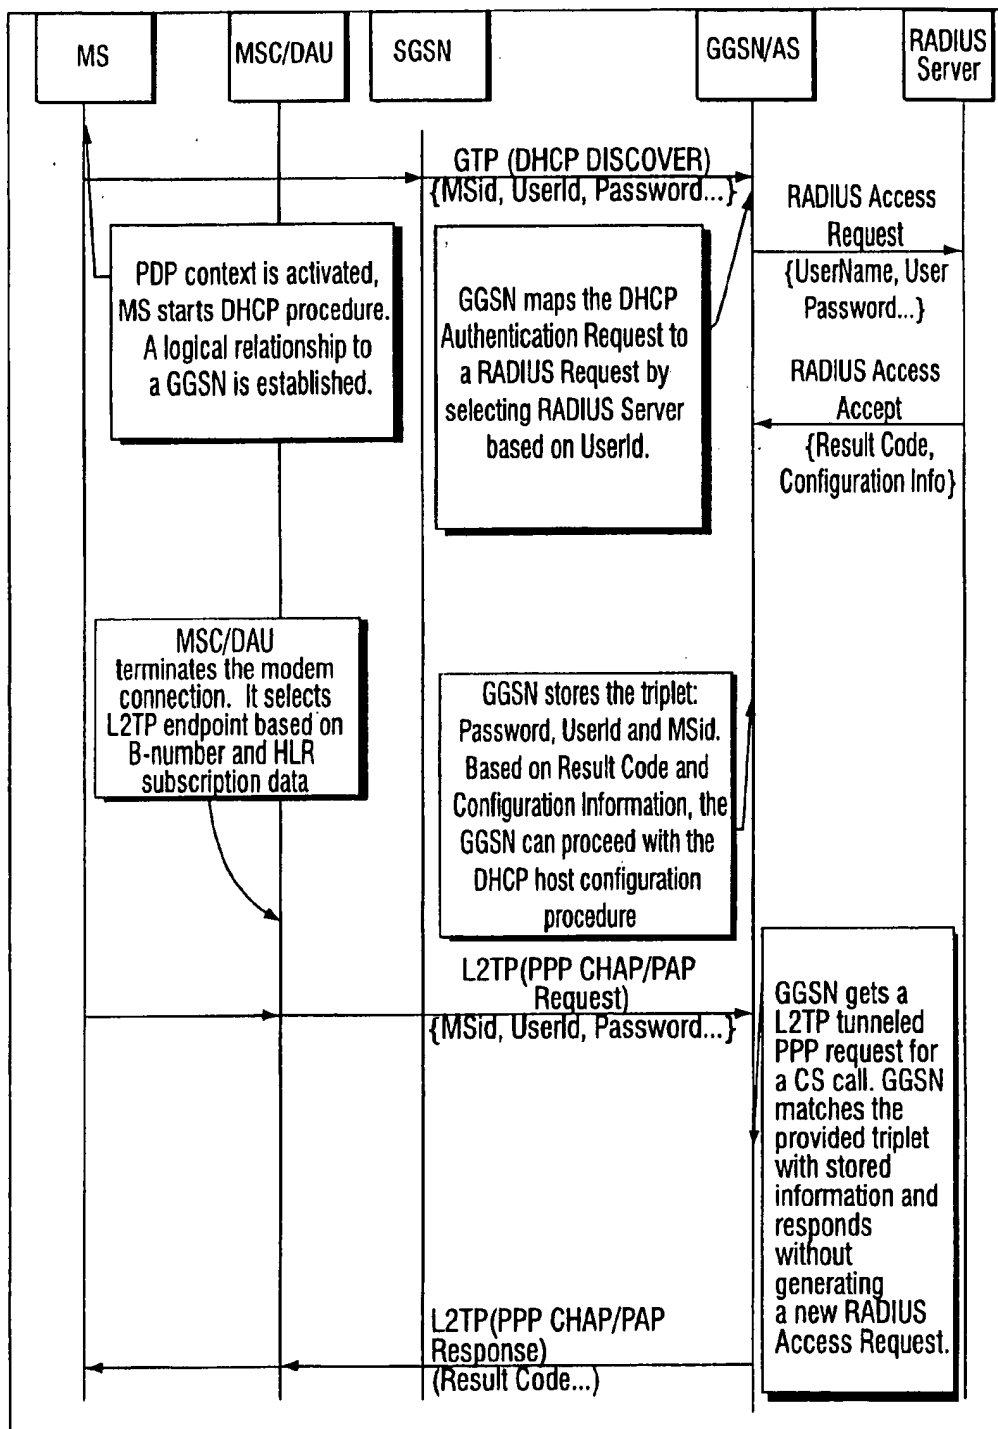 MS
MSC/DAU
SGSN
GGSN/AS
RADIUS
Server
GTP (DHCP DISCOVER)
{MSid, UserId, Password...}
RADIUS Access
Request
{UserName, User
Password...}
PDP context is activated,
MS starts DHCP procedure.
A logical relationship to
a GGSN is established.
GGSN maps the DHCP
Authentication Request to
a RADIUS Request by
selecting RADIUS Server
based on UserId.
RADIUS Access
Accept
{Result Code,
Configuration Info}
MSC/DAU
terminates the modem
connection. It selects
L2TP endpoint based on
B-number and HLR
subscription data
GGSN stores the triplet:
Password, UserId and MSid.
Based on Result Code and
Configuration Information, the
GGSN can proceed with the
DHCP host configuration
procedure
L2TP(PPP CHAP/PAP
Request)
{MSid, UserId, Password...}
GGSN gets a
L2TP tunneled
PPP request for
a CS call. GGSN
matches the
provided triplet
with stored
information and
responds
without
generating
a new RADIUS
Access Request.
L2TP(PPP CHAP/PAP
Response)
(Result Code...)